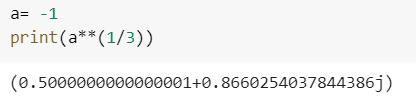 a= -1
print(a**(1/3))
(0.5000000000000001+0.8660254037844386j)